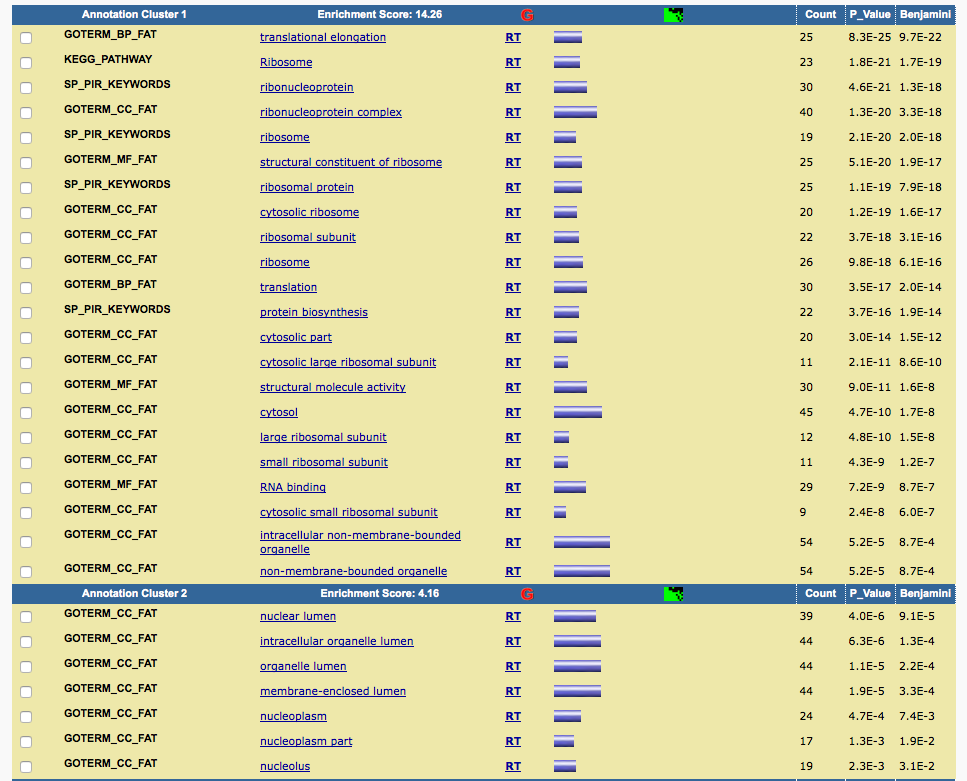 Annotation Cluster 1 Enrichment Score: 14.26 G Count P_Value Benjamini
GOTERM_BP_FAT translational elongation RT 25 8.3E-25 9.7E-22
KEGG_PATHWAY Ribosome RT 23 1.8E-21 1.7E-19
SP_PIR_KEYWORDS ribonucleoprotein RT 30 4.6E-21 1.3E-18
GOTERM_CC_FAT ribonucleoprotein complex RT 40 1.3E-20 3.3E-18
SP_PIR_KEYWORDS ribosome RT 19 2.1E-20 2.0E-18
GOTERM_MF_FAT structural constituent of ribosome RT 25 5.1E-20 1.9E-17
SP_PIR_KEYWORDS ribosomal protein RT 25 1.1E-19 7.9E-18
GOTERM_CC_FAT cytosolic ribosome RT 20 1.2E-19 1.6E-17
GOTERM_CC_FAT ribosomal subunit RT 22 3.7E-18 3.1E-16
GOTERM_CC_FAT ribosome RT 26 9.8E-18 6.1E-16
GOTERM_BP_FAT translation RT 30 3.5E-17 2.0E-14
SP_PIR_KEYWORDS protein biosynthesis RT 22 3.7E-16 1.9E-14
GOTERM_CC_FAT cytosolic part RT 20 3.0E-14 1.5E-12
GOTERM_CC_FAT cytosolic large ribosomal subunit RT 11 2.1E-11 8.6E-10
GOTERM_MF_FAT structural molecule activity RT 30 9.0E-11 1.6E-8
GOTERM_CC_FAT cytosol RT 45 4.7E-10 1.7E-8
GOTERM_CC_FAT large ribosomal subunit RT 12 4.8E-10 1.5E-8
GOTERM_CC_FAT small ribosomal subunit RT 11 4.3E-9 1.2E-7
GOTERM_MF_FAT RNA binding RT 29 7.2E-9 8.7E-7
GOTERM_CC_FAT cytosolic small ribosomal subunit RT 9 2.4E-8 6.0E-7
GOTERM_CC_FAT intracellular non-membrane-bounded
organelle RT 54 5.2E-5 8.7E-4
GOTERM_CC_FAT non-membrane-bounded organelle RT 54 5.2E-5 8.7E-4
Annotation Cluster 2 Enrichment Score: 4.16 G Count P_Value Benjamini
GOTERM_CC_FAT nuclear lumen RT 39 4.0E-6 9.1E-5
GOTERM_CC_FAT intracellular organelle lumen RT 44 6.3E-6 1.3E-4
GOTERM_CC_FAT organelle lumen RT 44 1.1E-5 2.2E-4
GOTERM_CC_FAT membrane-enclosed lumen RT 44 1.9E-5 3.3E-4
GOTERM_CC_FAT nucleoplasm RT 24 4.7E-4 7.4E-3
GOTERM_CC_FAT nucleoplasm part RT 17 1.3E-3 1.9E-2
GOTERM_CC_FAT nucleolus RT 19 2.3E-3 3.1E-2